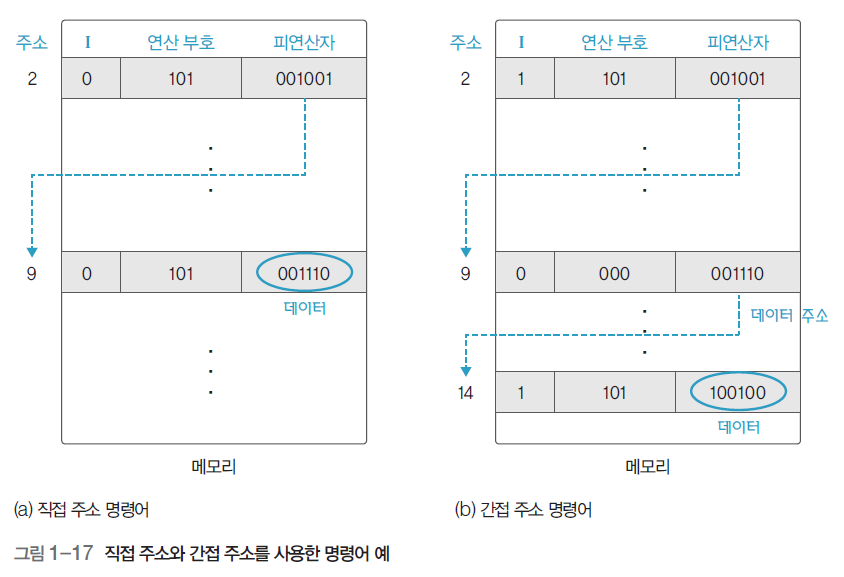 주소 I 연산 부호 피연산자
2 0 101 001001
9 0 101 001110
데이터
메모리
(a) 직접 주소 명령어
주소 I 연산 부호 피연산자
2 1 101 001001
9 0 000 001110
데이터 주소
14 1 101 100100
데이터
메모리
(b) 간접 주소 명령어
그림 1-17 직접 주소와 간접 주소를 사용한 명령어 예